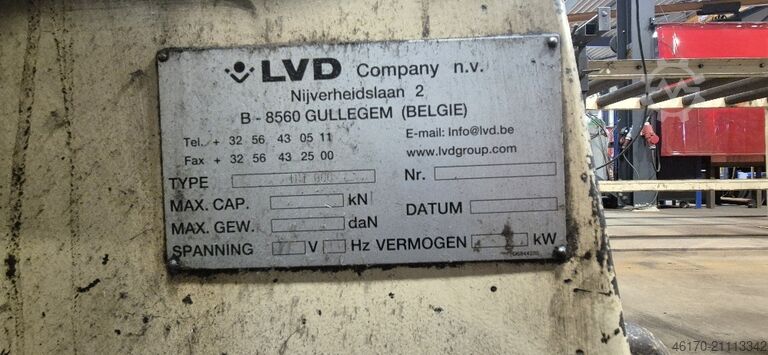 LVD Company n.v.
Nijverheidslaan 2
B - 8560 GULLEGEM (BELGIE)
Tel. + 32 56 43 05 11
E-mail: Info@lvd.be
Fax + 32 56 43 25 00
www.lvdgroup.com
TYPE Nr.
MAX. CAP. kN
MAX. GEW. daN DATUM
SPANNING V Hz VERMOGEN kW
46170-21113342